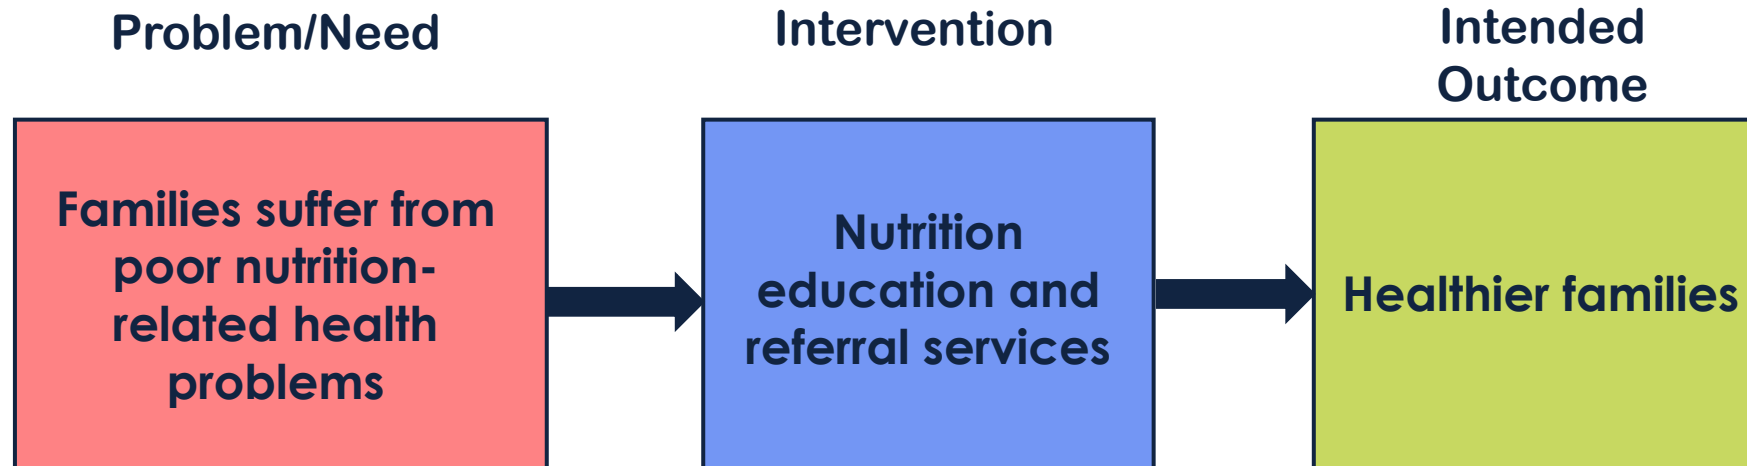 Problem/Need
Intervention
Intended
Outcome
Families suffer from
poor nutrition-
related health
problems
Nutrition
education and
referral services
Healthier families